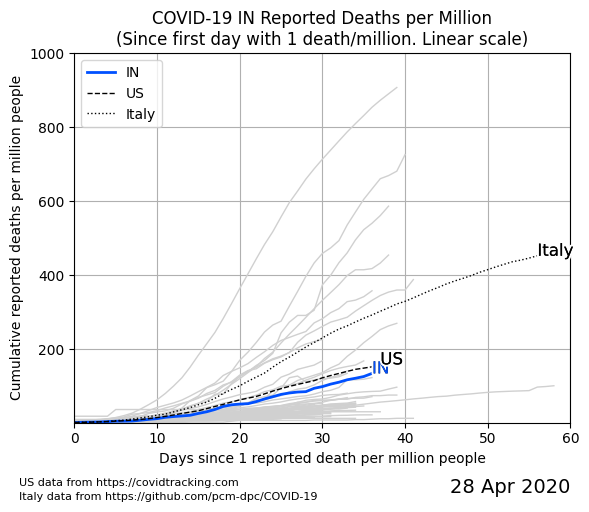 COVID-19 IN Reported Deaths per Million
(Since first day with 1 death/million. Linear scale)
Cumulative reported deaths per million people
1000
800
600
400
200
IN
US
Italy
Italy
US
IN
0 10 20 30 40 50 60
Days since 1 reported death per million people
US data from https://covidtracking.com
Italy data from https://github.com/pcm-dpc/COVID-19
28 Apr 2020